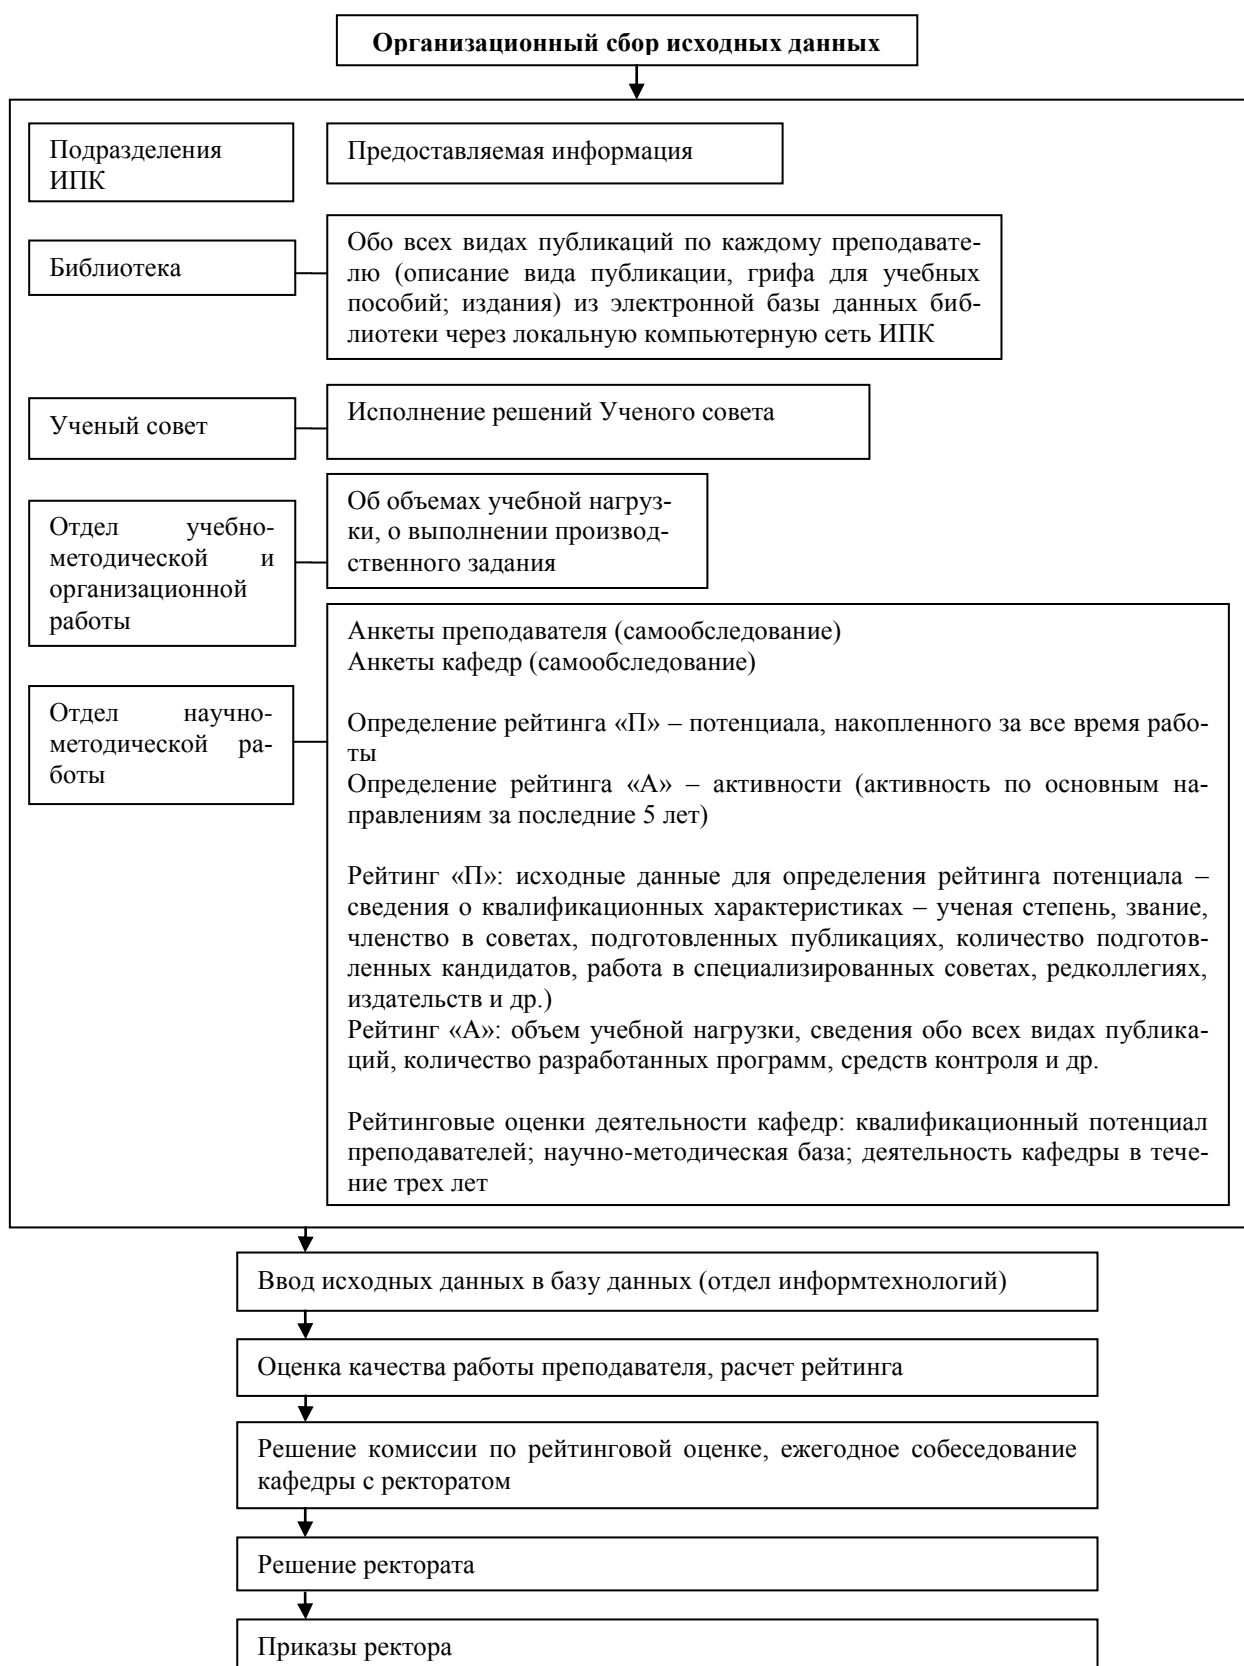 Организационный сбор исходных данных
Подразделения
ИПК
Предоставляемая информация
Библиотека
Обо всех видах публикаций по каждому преподавате-
лю (описание вида публикации, грифа для учебных
пособий; издания) из электронной базы данных биб-
лиотеки через локальную компьютерную сеть ИПК
Ученый совет
Исполнение решений Ученого совета
Отдел учебно-
методической и
организационной
работы
Об объемах учебной нагруз-
ки, о выполнении производ-
ственного задания
Отдел научно-
методической ра-
боты
Анкеты преподавателя (самообследование)
Анкеты кафедр (самообследование)
Определение рейтинга «П» – потенциала, накопленного за все время рабо-
ты
Определение рейтинга «А» – активности (активность по основным на-
правлениям за последние 5 лет)
Рейтинг «П»: исходные данные для определения рейтинга потенциала –
сведения о квалификационных характеристиках – ученая степень, звание,
членство в советах, подготовленных публикациях, количество подготов-
ленных кандидатов, работа в специализированных советах, редколлегиях,
издательств и др.)
Рейтинг «А»: объем учебной нагрузки, сведения обо всех видах публика-
ций, количество разработанных программ, средств контроля и др.
Рейтинговые оценки деятельности кафедр: квалификационный потенциал
преподавателей; научно-методическая база; деятельность кафедры в тече-
ние трех лет
Ввод исходных данных в базу данных (отдел информтехнологий)
Оценка качества работы преподавателя, расчет рейтинга
Решение комиссии по рейтинговой оценке, ежегодное собеседование
кафедры с ректоратом
Решение ректората
Приказы ректора